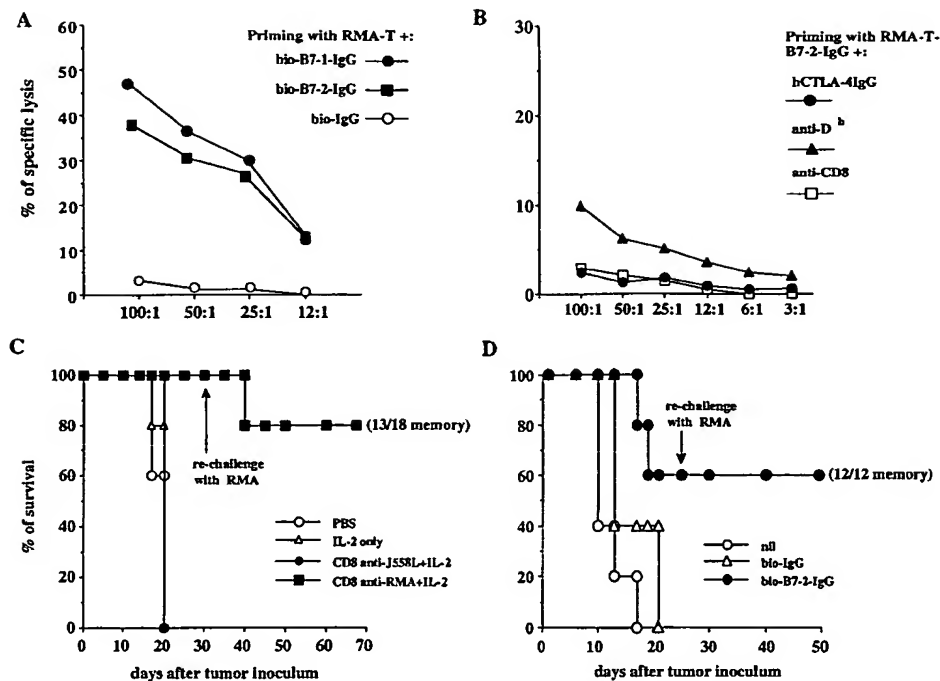 A
% of specific lysis
60
50
40
30
20
10
0
100:1 50:1 25:1 12:1
Priming with RMA-T +:
bio-B7-1-IgG
bio-B7-2-IgG
bio-IgG
B
30
20
10
0
100:1 50:1 25:1 12:1 6:1 3:1
Priming with RMA-T-
B7-2-IgG +:
hCTLA-4IgG
anti-D b
anti-CD8
C
% of survival
100
80
60
40
20
0
0 10 20 30 40 50 60 70
days after tumor inoculum
re-challenge
with RMA
(13/18 memory)
PBS
IL-2 only
CD8 anti-J558L+IL-2
CD8 anti-RMA+IL-2
D
100
80
60
40
20
0
0 10 20 30 40 50
days after tumor inoculum
re-challenge
with RMA
(12/12 memory)
nil
bio-IgG
bio-B7-2-IgG